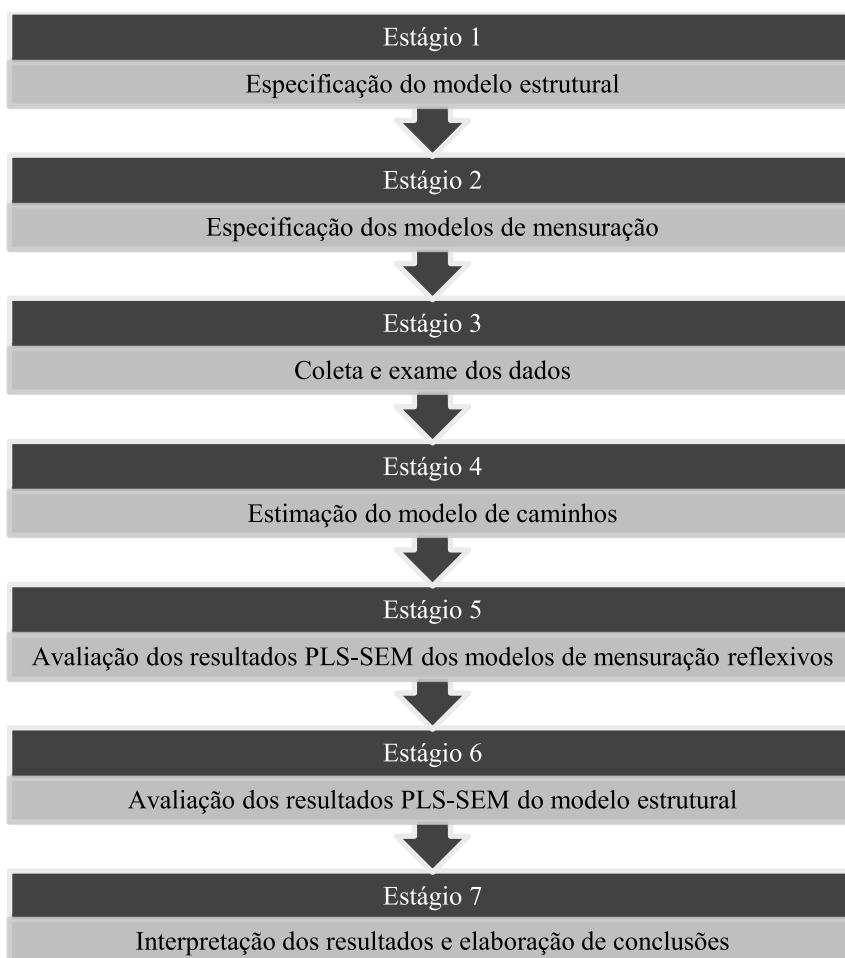 Estágio 1
Especificação do modelo estrutural
Estágio 2
Especificação dos modelos de mensuração
Estágio 3
Coleta e exame dos dados
Estágio 4
Estimação do modelo de caminhos
Estágio 5
Avaliação dos resultados PLS-SEM dos modelos de mensuração reflexivos
Estágio 6
Avaliação dos resultados PLS-SEM do modelo estrutural
Estágio 7
Interpretação dos resultados e elaboração de conclusões